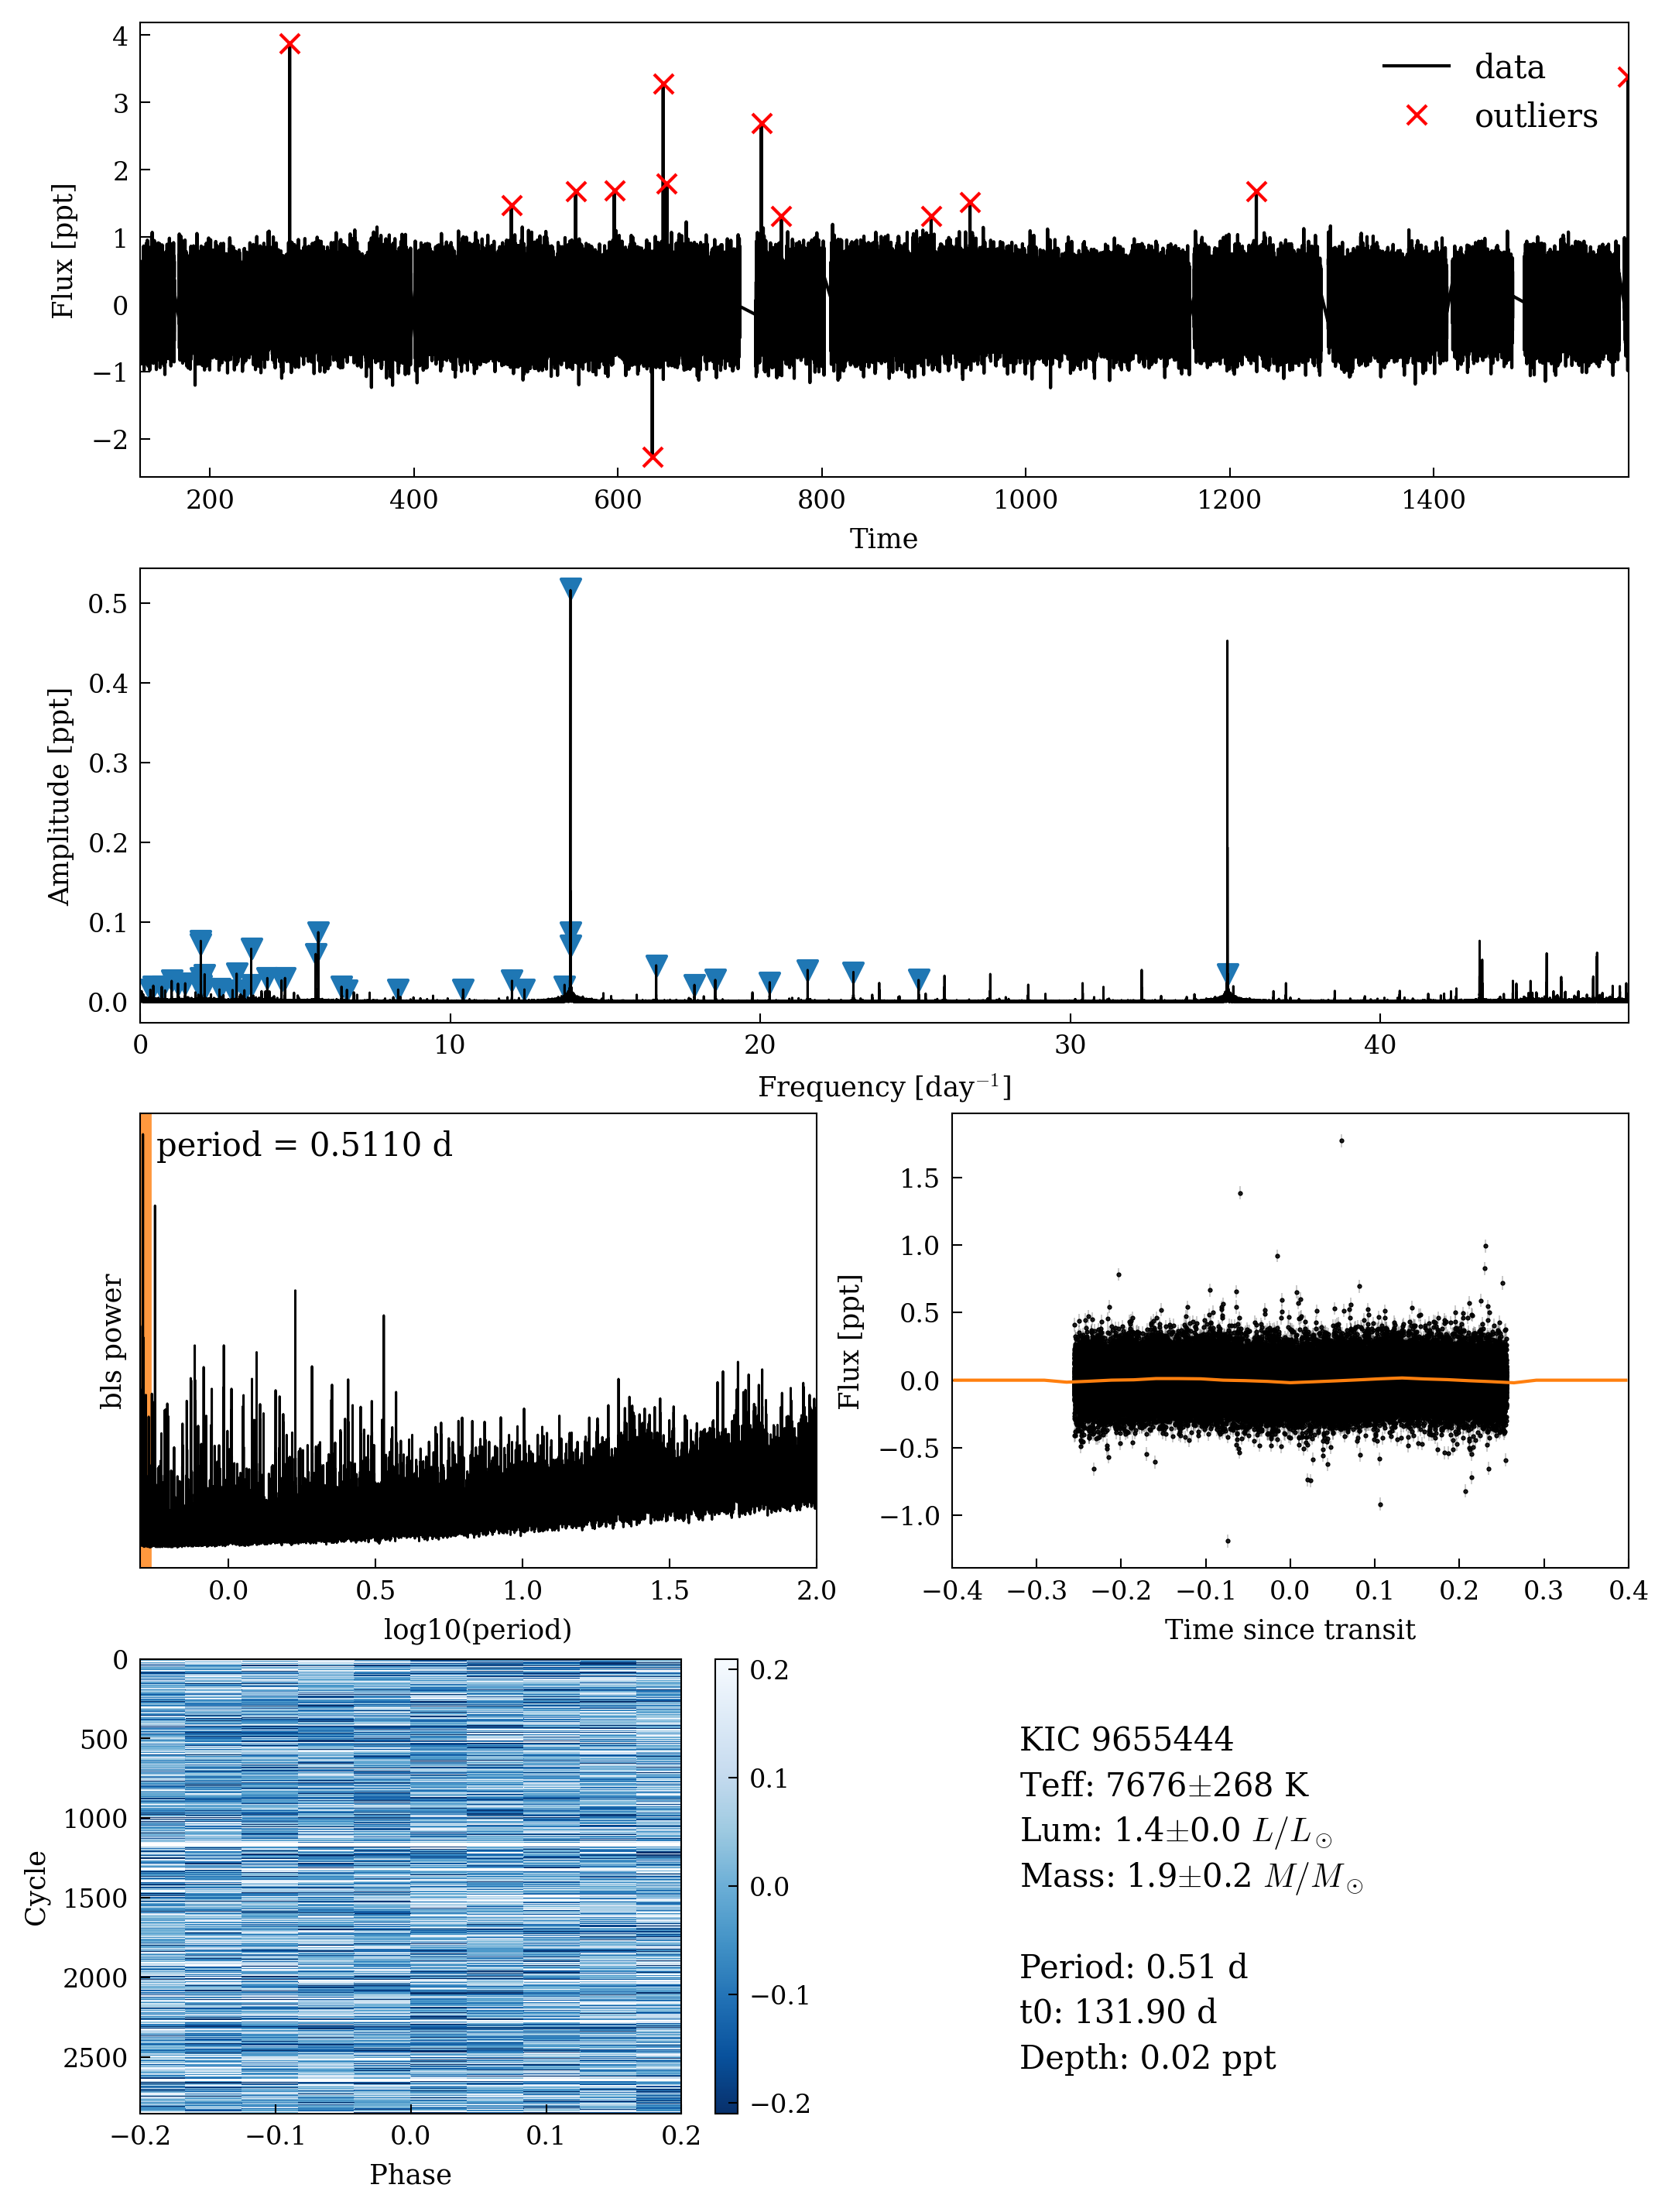 4
3
2
1
0
−1
−2
Flux [ppt]
data
outliers
200 400 600 800 1000 1200 1400
Time
0.5
0.4
0.3
0.2
0.1
0.0
Amplitude [ppt]
0 10 20 30 40
Frequency [day⁻¹]
period = 0.5110 d
bls power
0.0 0.5 1.0 1.5 2.0
log10(period)
1.5
1.0
0.5
0.0
−0.5
−1.0
Flux [ppt]
−0.4 −0.3 −0.2 −0.1 0.0 0.1 0.2 0.3 0.4
Time since transit
0
500
1000
1500
2000
2500
Cycle
−0.2 −0.1 0.0 0.1 0.2
Phase
0.2
0.1
0.0
−0.1
−0.2
KIC 9655444
Teff: 7676±268 K
Lum: 1.4±0.0 L/L☉
Mass: 1.9±0.2 M/M☉
Period: 0.51 d
t0: 131.90 d
Depth: 0.02 ppt